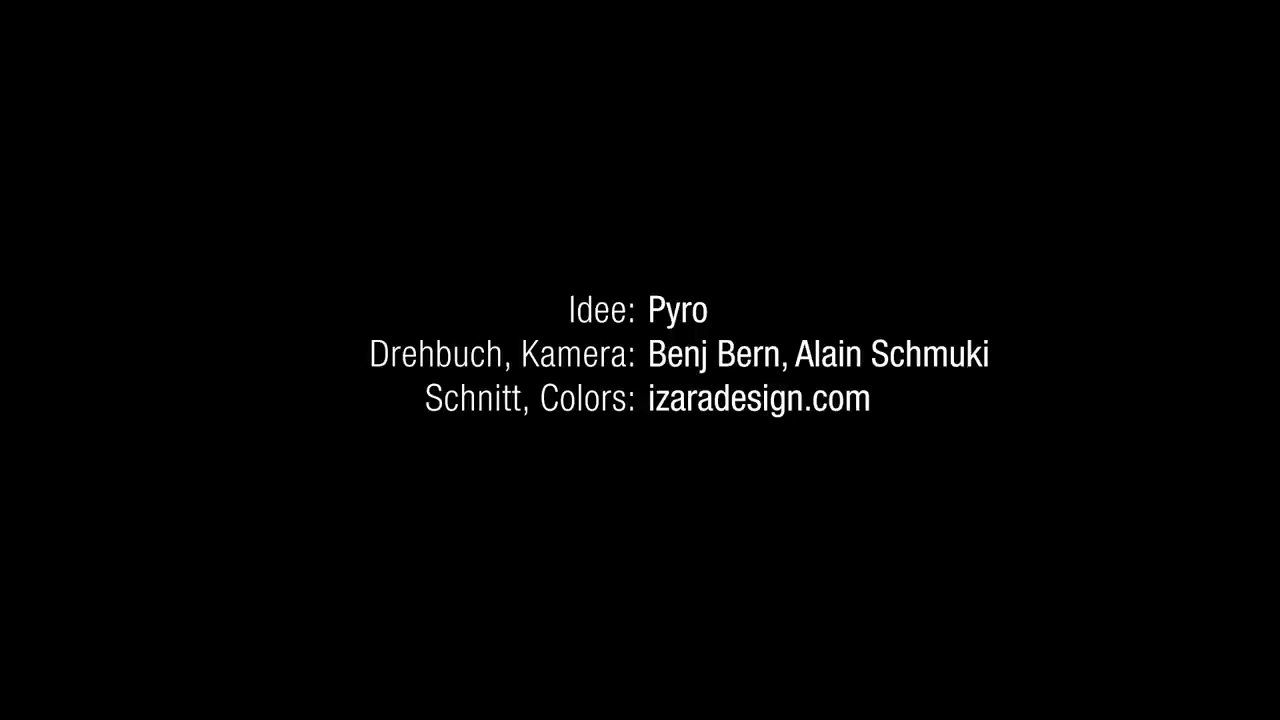 Idee: Pyro
Drehbuch, Kamera: Benj Bern, Alain Schmuki
Schnitt, Colors: izaradesign.com